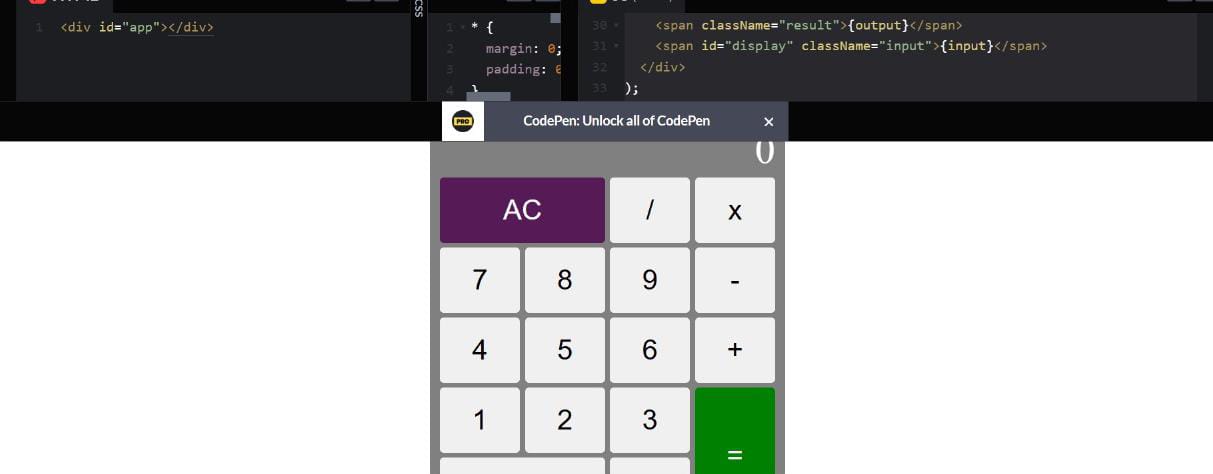 CSS
1 <div id="app"></div>
1 * {
2 margin: 0;
3 padding: 0
4 }
30 <span className="result">{output}</span>
31 <span id="display" className="input">{input}</span>
32 </div>
33 );
PRO CodePen: Unlock all of CodePen ×
0
AC / x
7 8 9 -
4 5 6 +
1 2 3
=